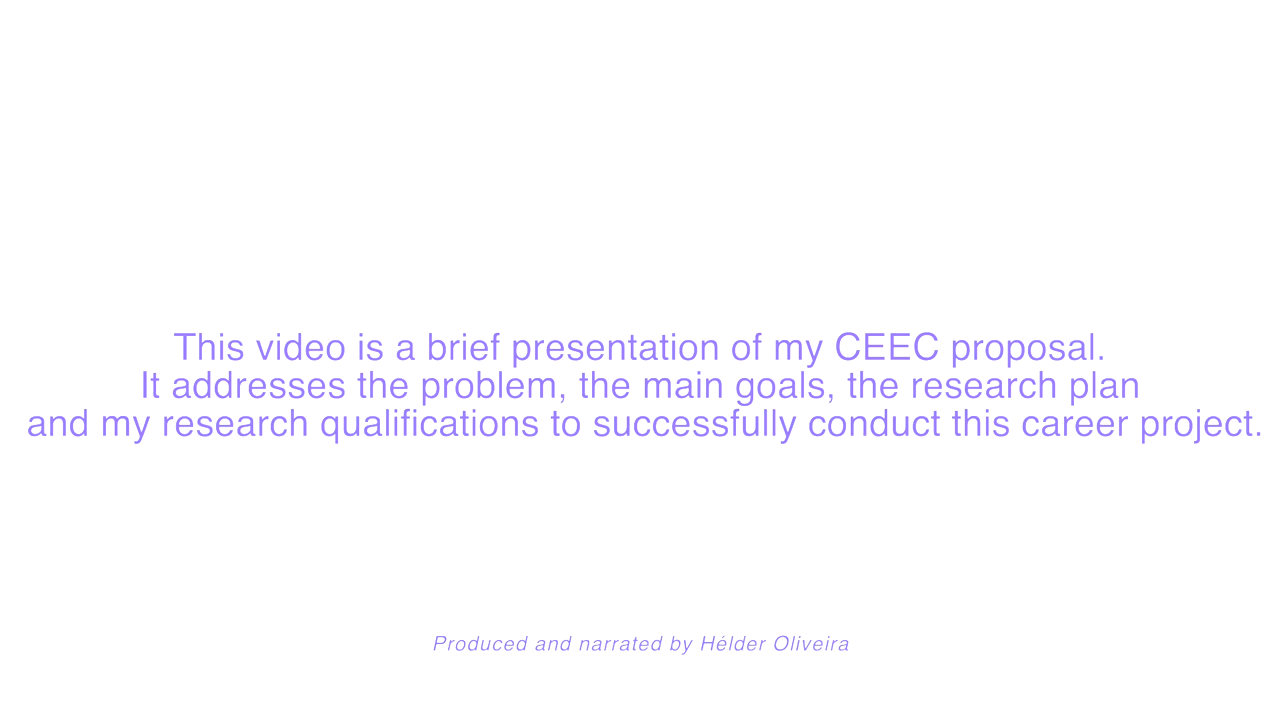 This video is a brief presentation of my CEEC proposal.
It addresses the problem, the main goals, the research plan
and my research qualifications to successfully conduct this career project.
Produced and narrated by Hélder Oliveira